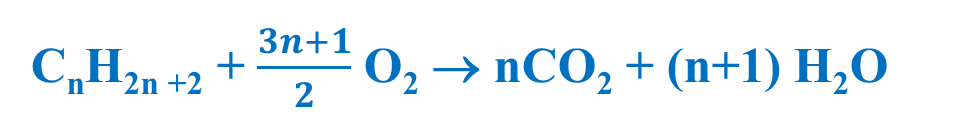 CₙH₂ₙ ₊₂ + (3n+1)/2 O₂ → nCO₂ + (n+1) H₂O